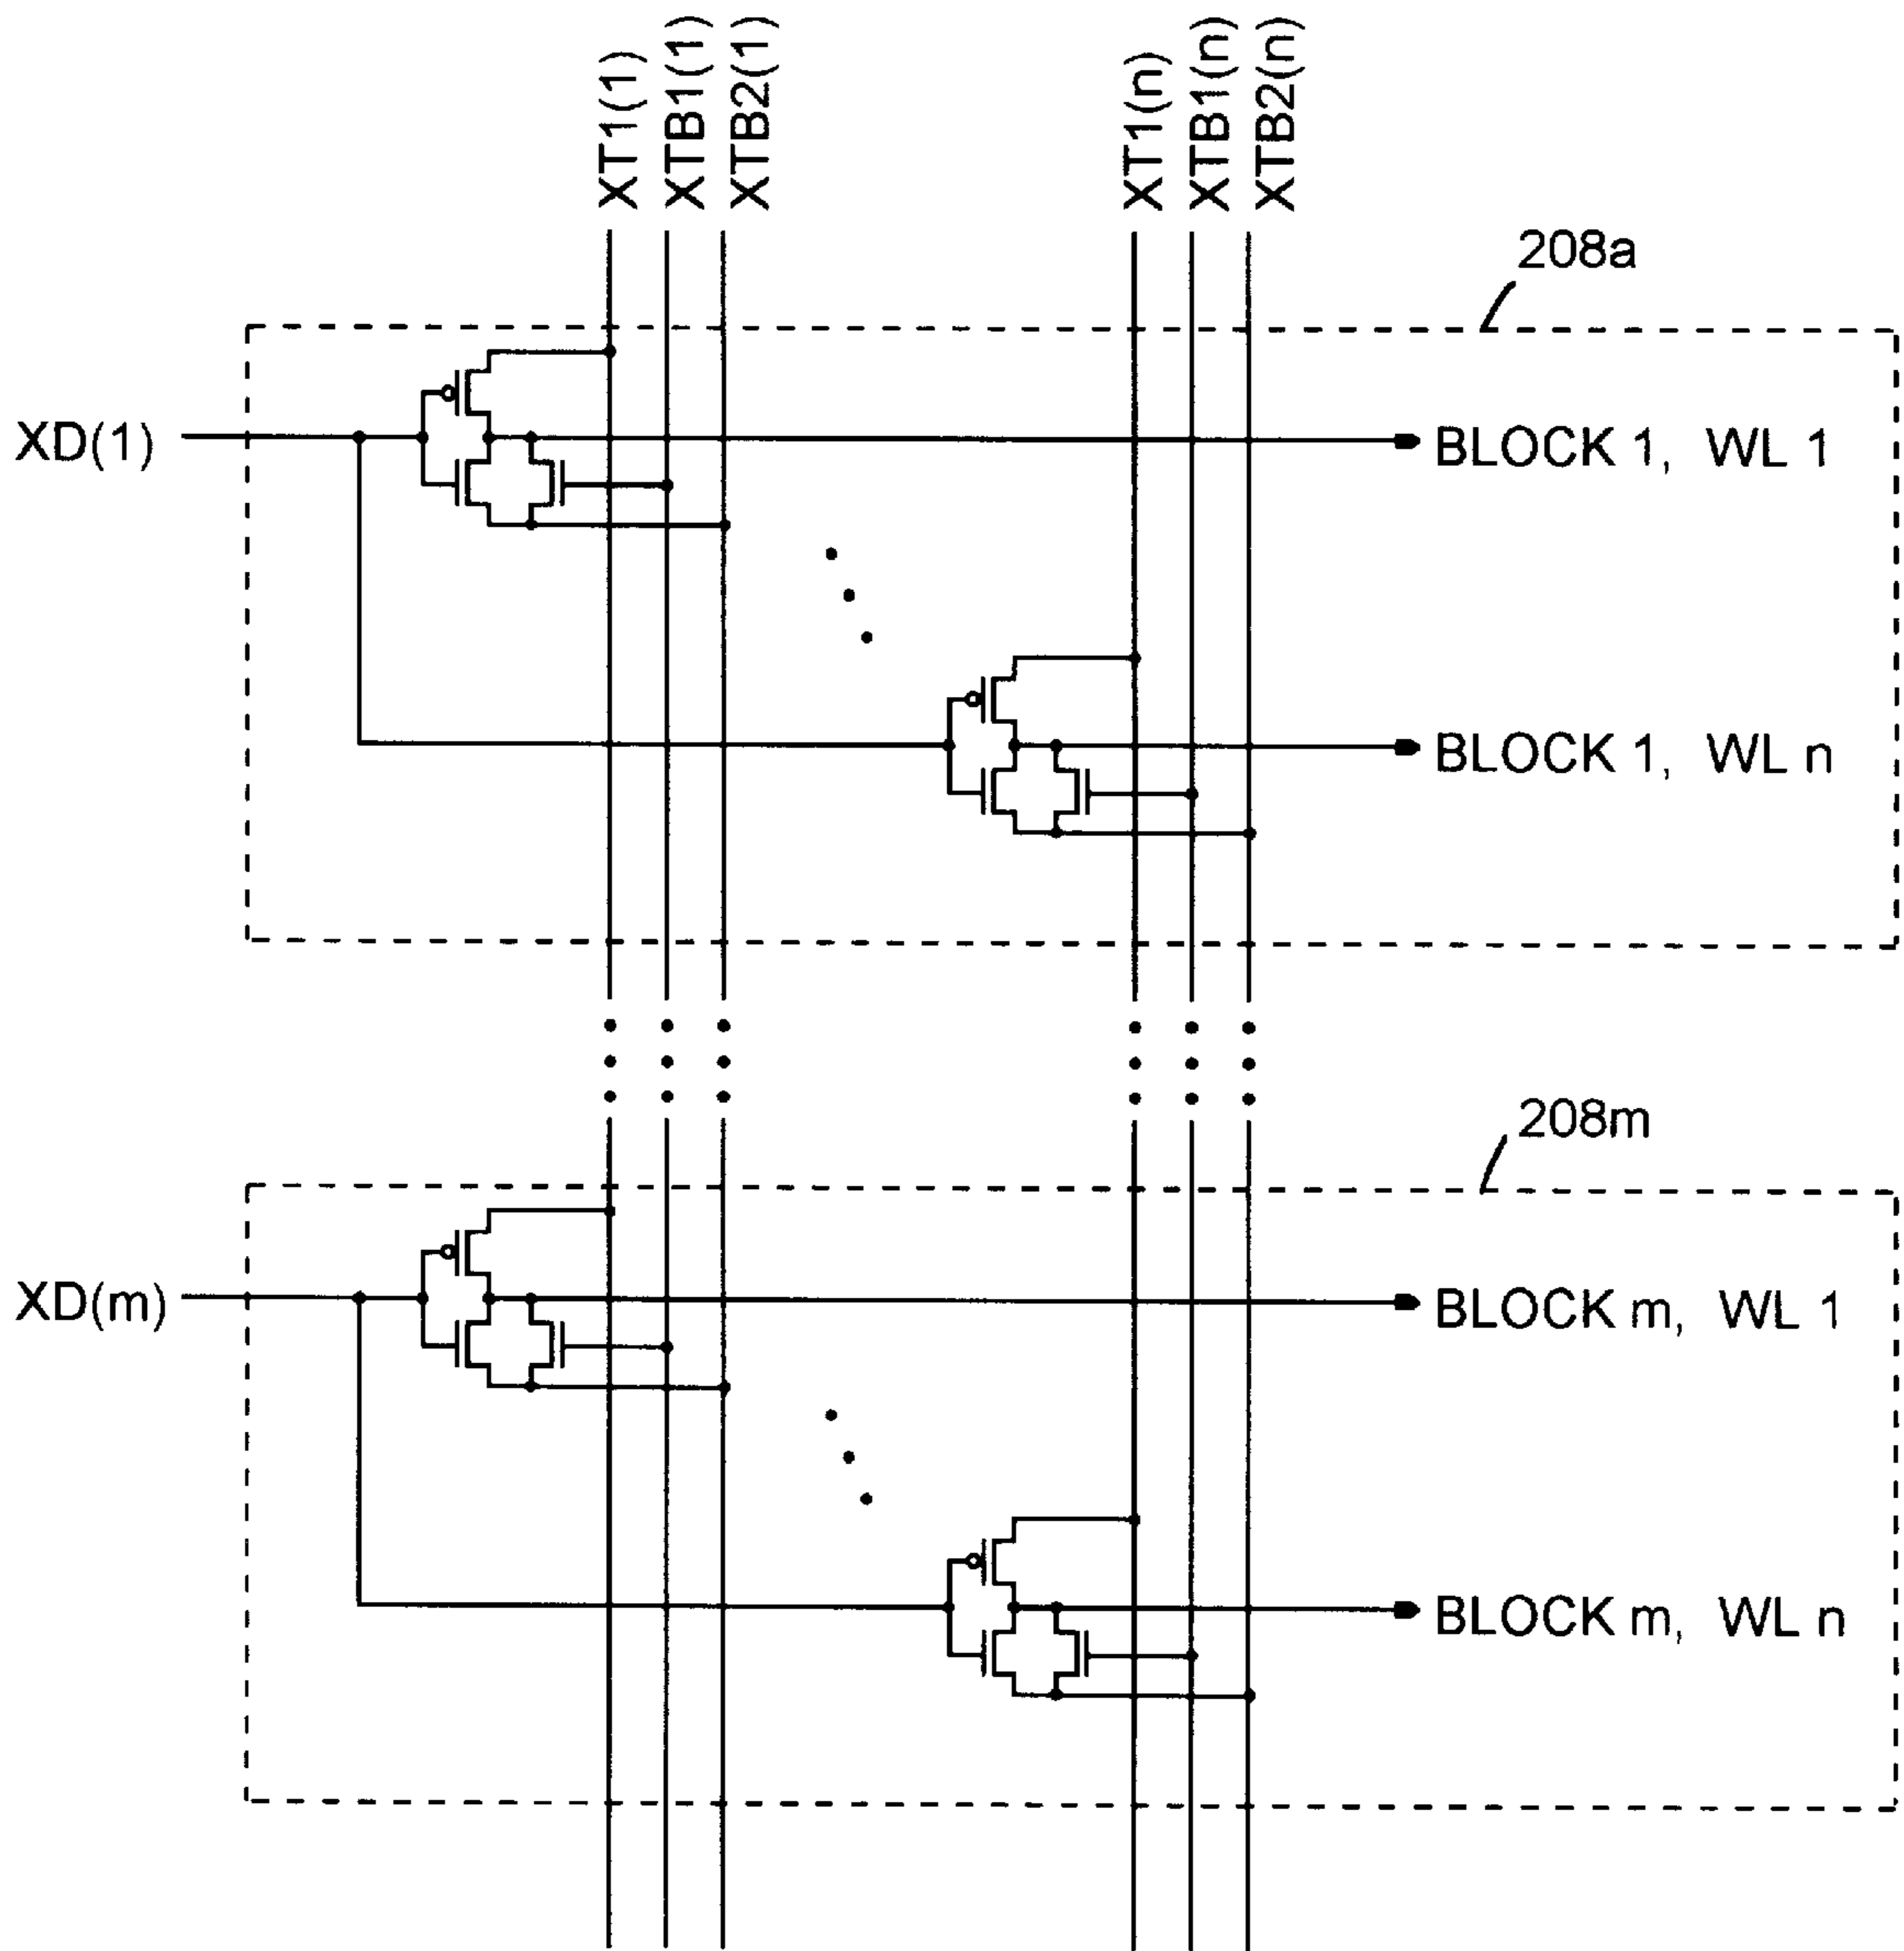 XT1(1)
XTB1(1)
XTB2(1)
XT1(n)
XTB1(n)
XTB2(n)
208a
XD(1)
BLOCK 1, WL 1
BLOCK 1, WL n
208m
XD(m)
BLOCK m, WL 1
BLOCK m, WL n